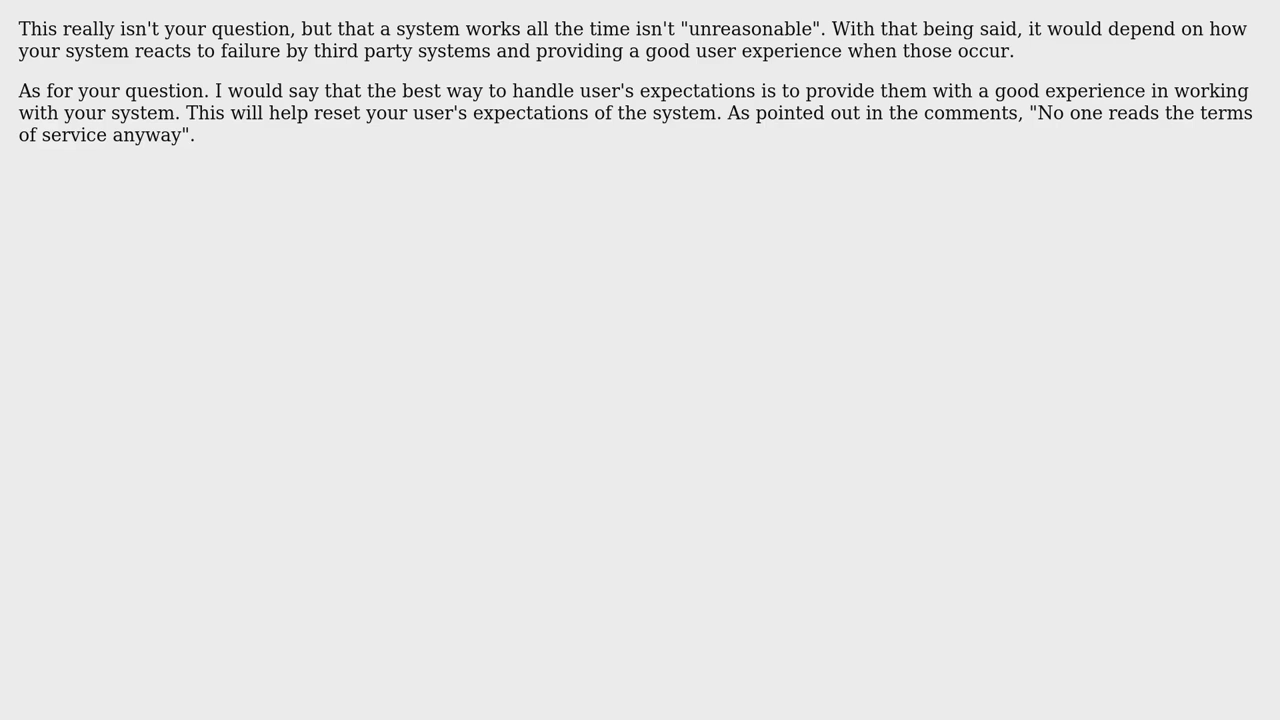 This really isn't your question, but that a system works all the time isn't "unreasonable". With that being said, it would depend on how
your system reacts to failure by third party systems and providing a good user experience when those occur.
As for your question. I would say that the best way to handle user's expectations is to provide them with a good experience in working
with your system. This will help reset your user's expectations of the system. As pointed out in the comments, "No one reads the terms
of service anyway".